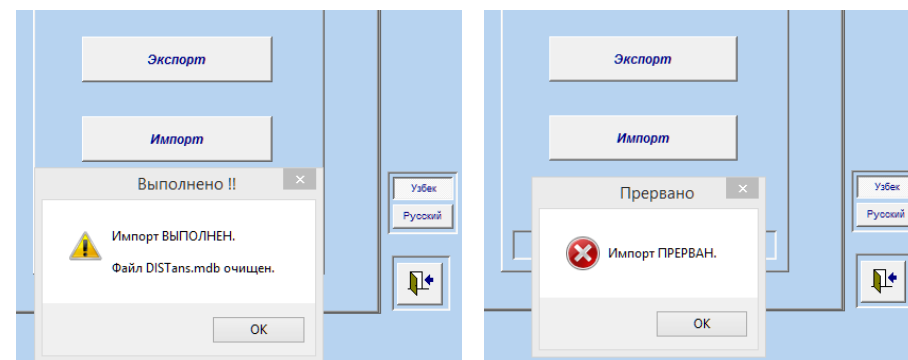 Экспорт
Импорт
Выполнено !!
Импорт ВЫПОЛНЕН.
Файл DISTans.mdb очищен.
OK
Узбек
Русский
Экспорт
Импорт
Прервано
Импорт ПРЕРВАН.
OK
Узбек
Русский